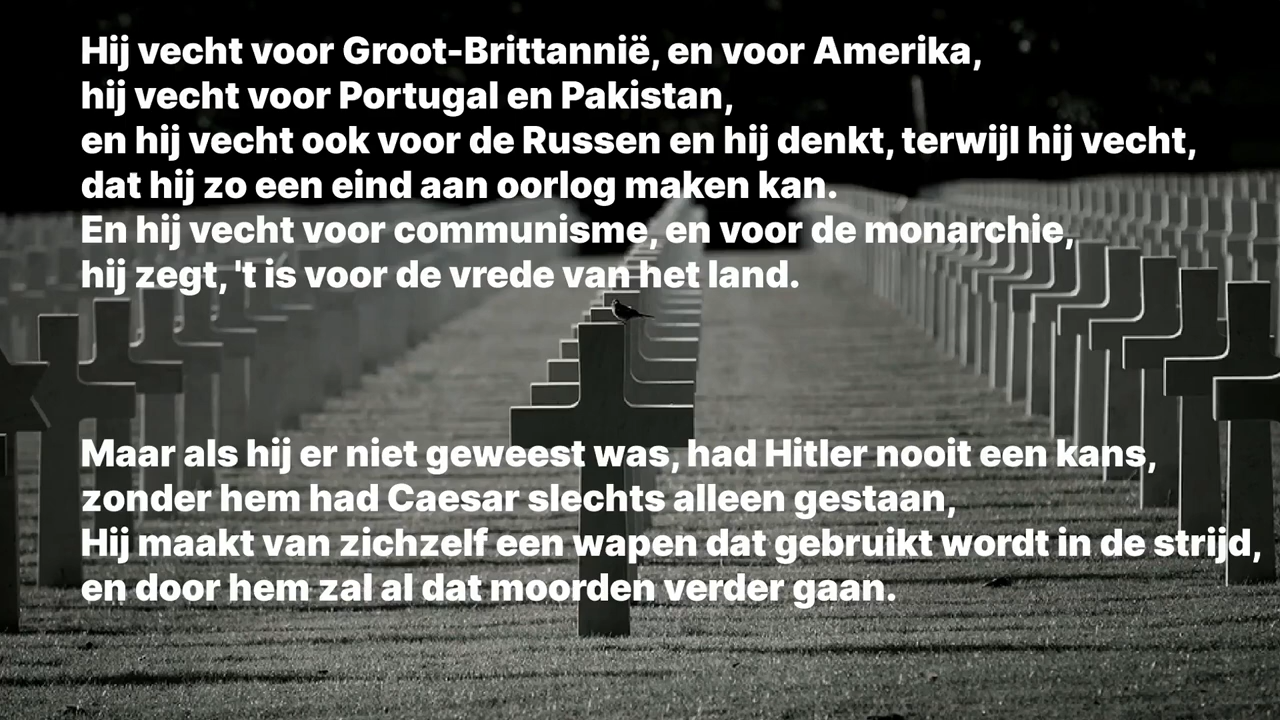 Hij vecht voor Groot-Brittannië, en voor Amerika,
hij vecht voor Portugal en Pakistan,
en hij vecht ook voor de Russen en hij denkt, terwijl hij vecht,
dat hij zo een eind aan oorlog maken kan.
En hij vecht voor communisme, en voor de monarchie,
hij zegt, 't is voor de vrede van het land.
Maar als hij er niet geweest was, had Hitler nooit een kans,
zonder hem had Caesar slechts alleen gestaan,
Hij maakt van zichzelf een wapen dat gebruikt wordt in de strijd,
en door hem zal al dat moorden verder gaan.